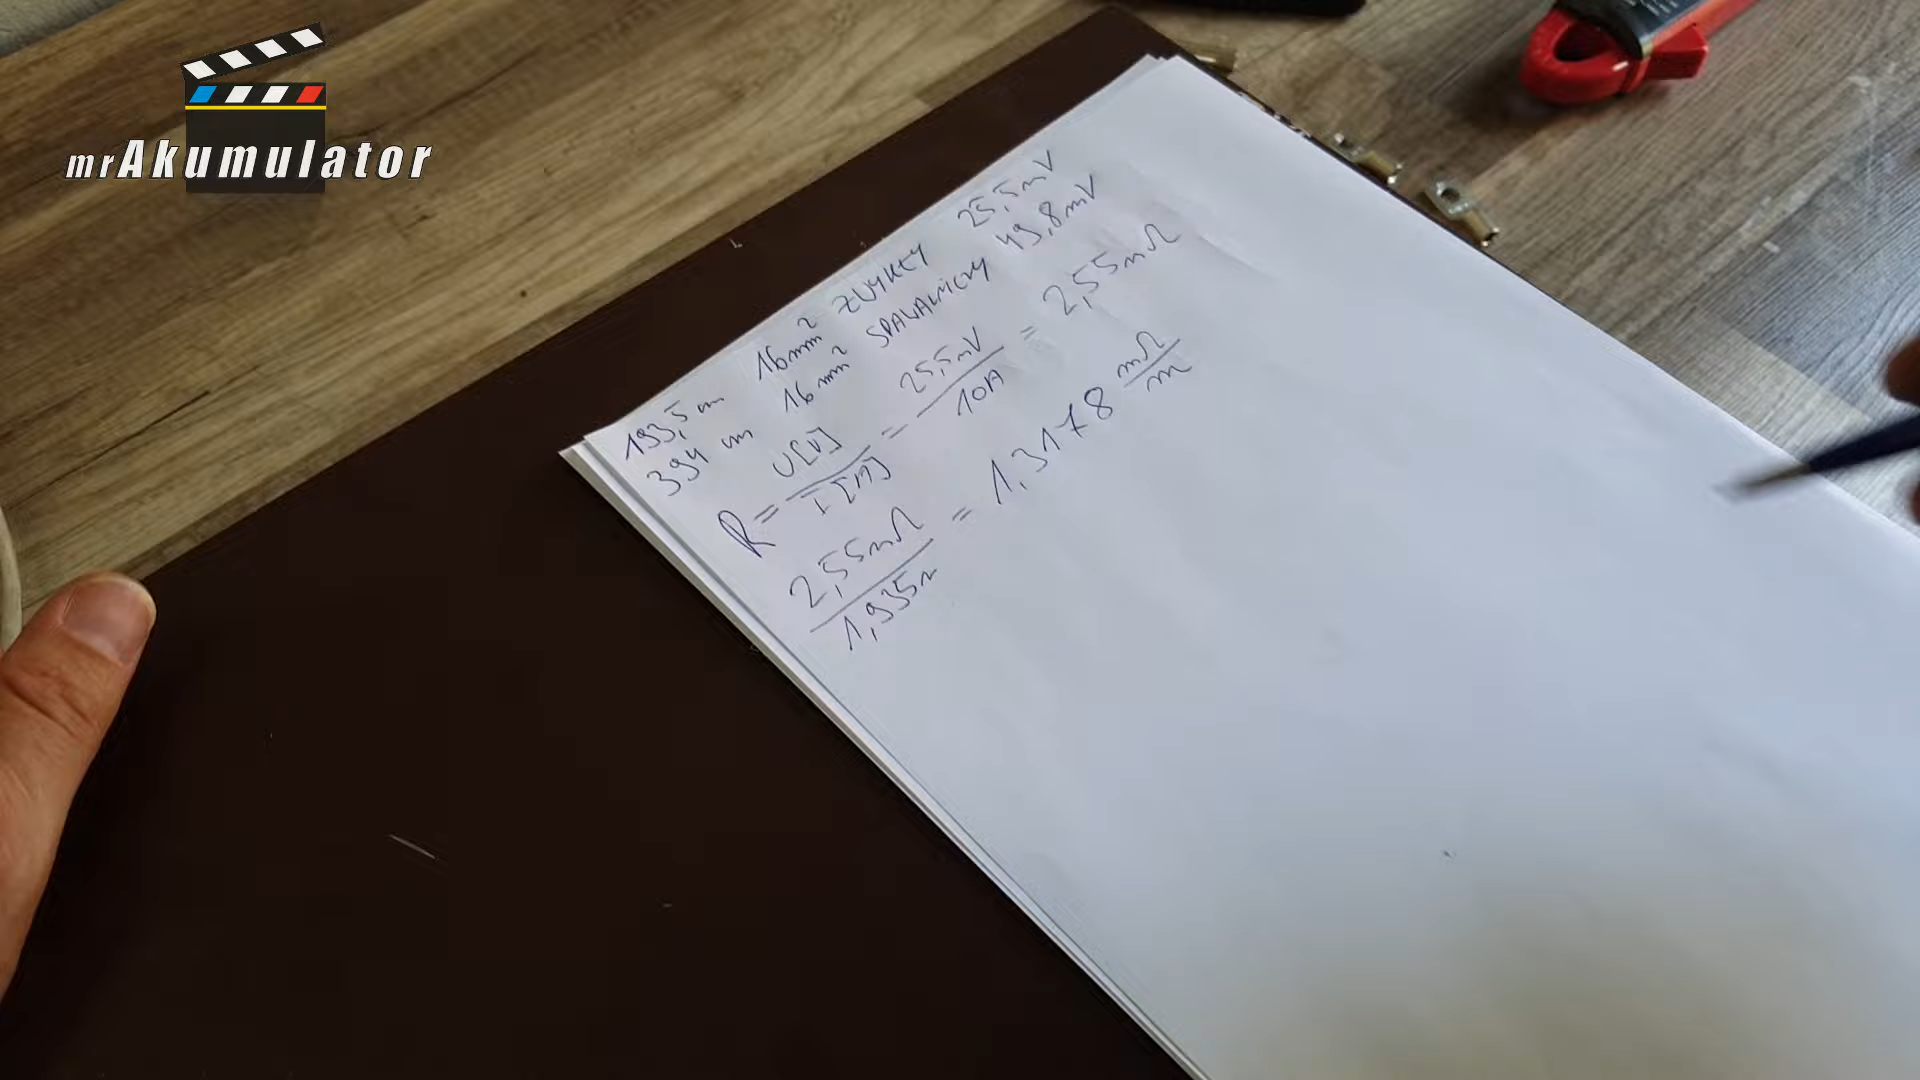 mrAkumulator
193,5 cm 16mm² ZWYKŁY 25,5mV
394 cm 16mm² SPAWALNICZY 49,8mV
R = U[V] / I[A] = 25,5mV / 10A = 2,55mΩ
2,55mΩ / 1,935m = 1,3178 mΩ/m